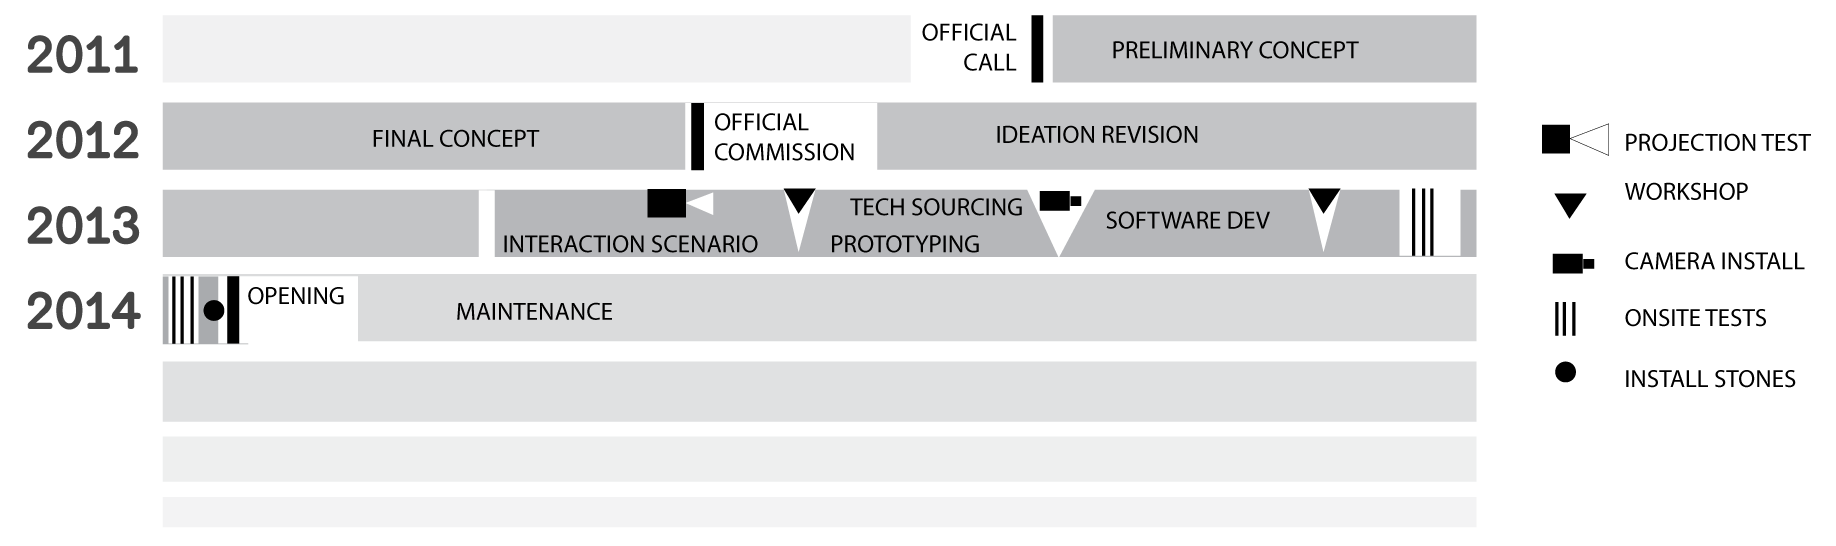 2011
OFFICIAL
CALL
PRELIMINARY CONCEPT
2012
FINAL CONCEPT
OFFICIAL
COMMISSION
IDEATION REVISION
2013
INTERACTION SCENARIO
TECH SOURCING
PROTOTYPING
SOFTWARE DEV
2014
OPENING
MAINTENANCE
PROJECTION TEST
WORKSHOP
CAMERA INSTALL
ONSITE TESTS
INSTALL STONES